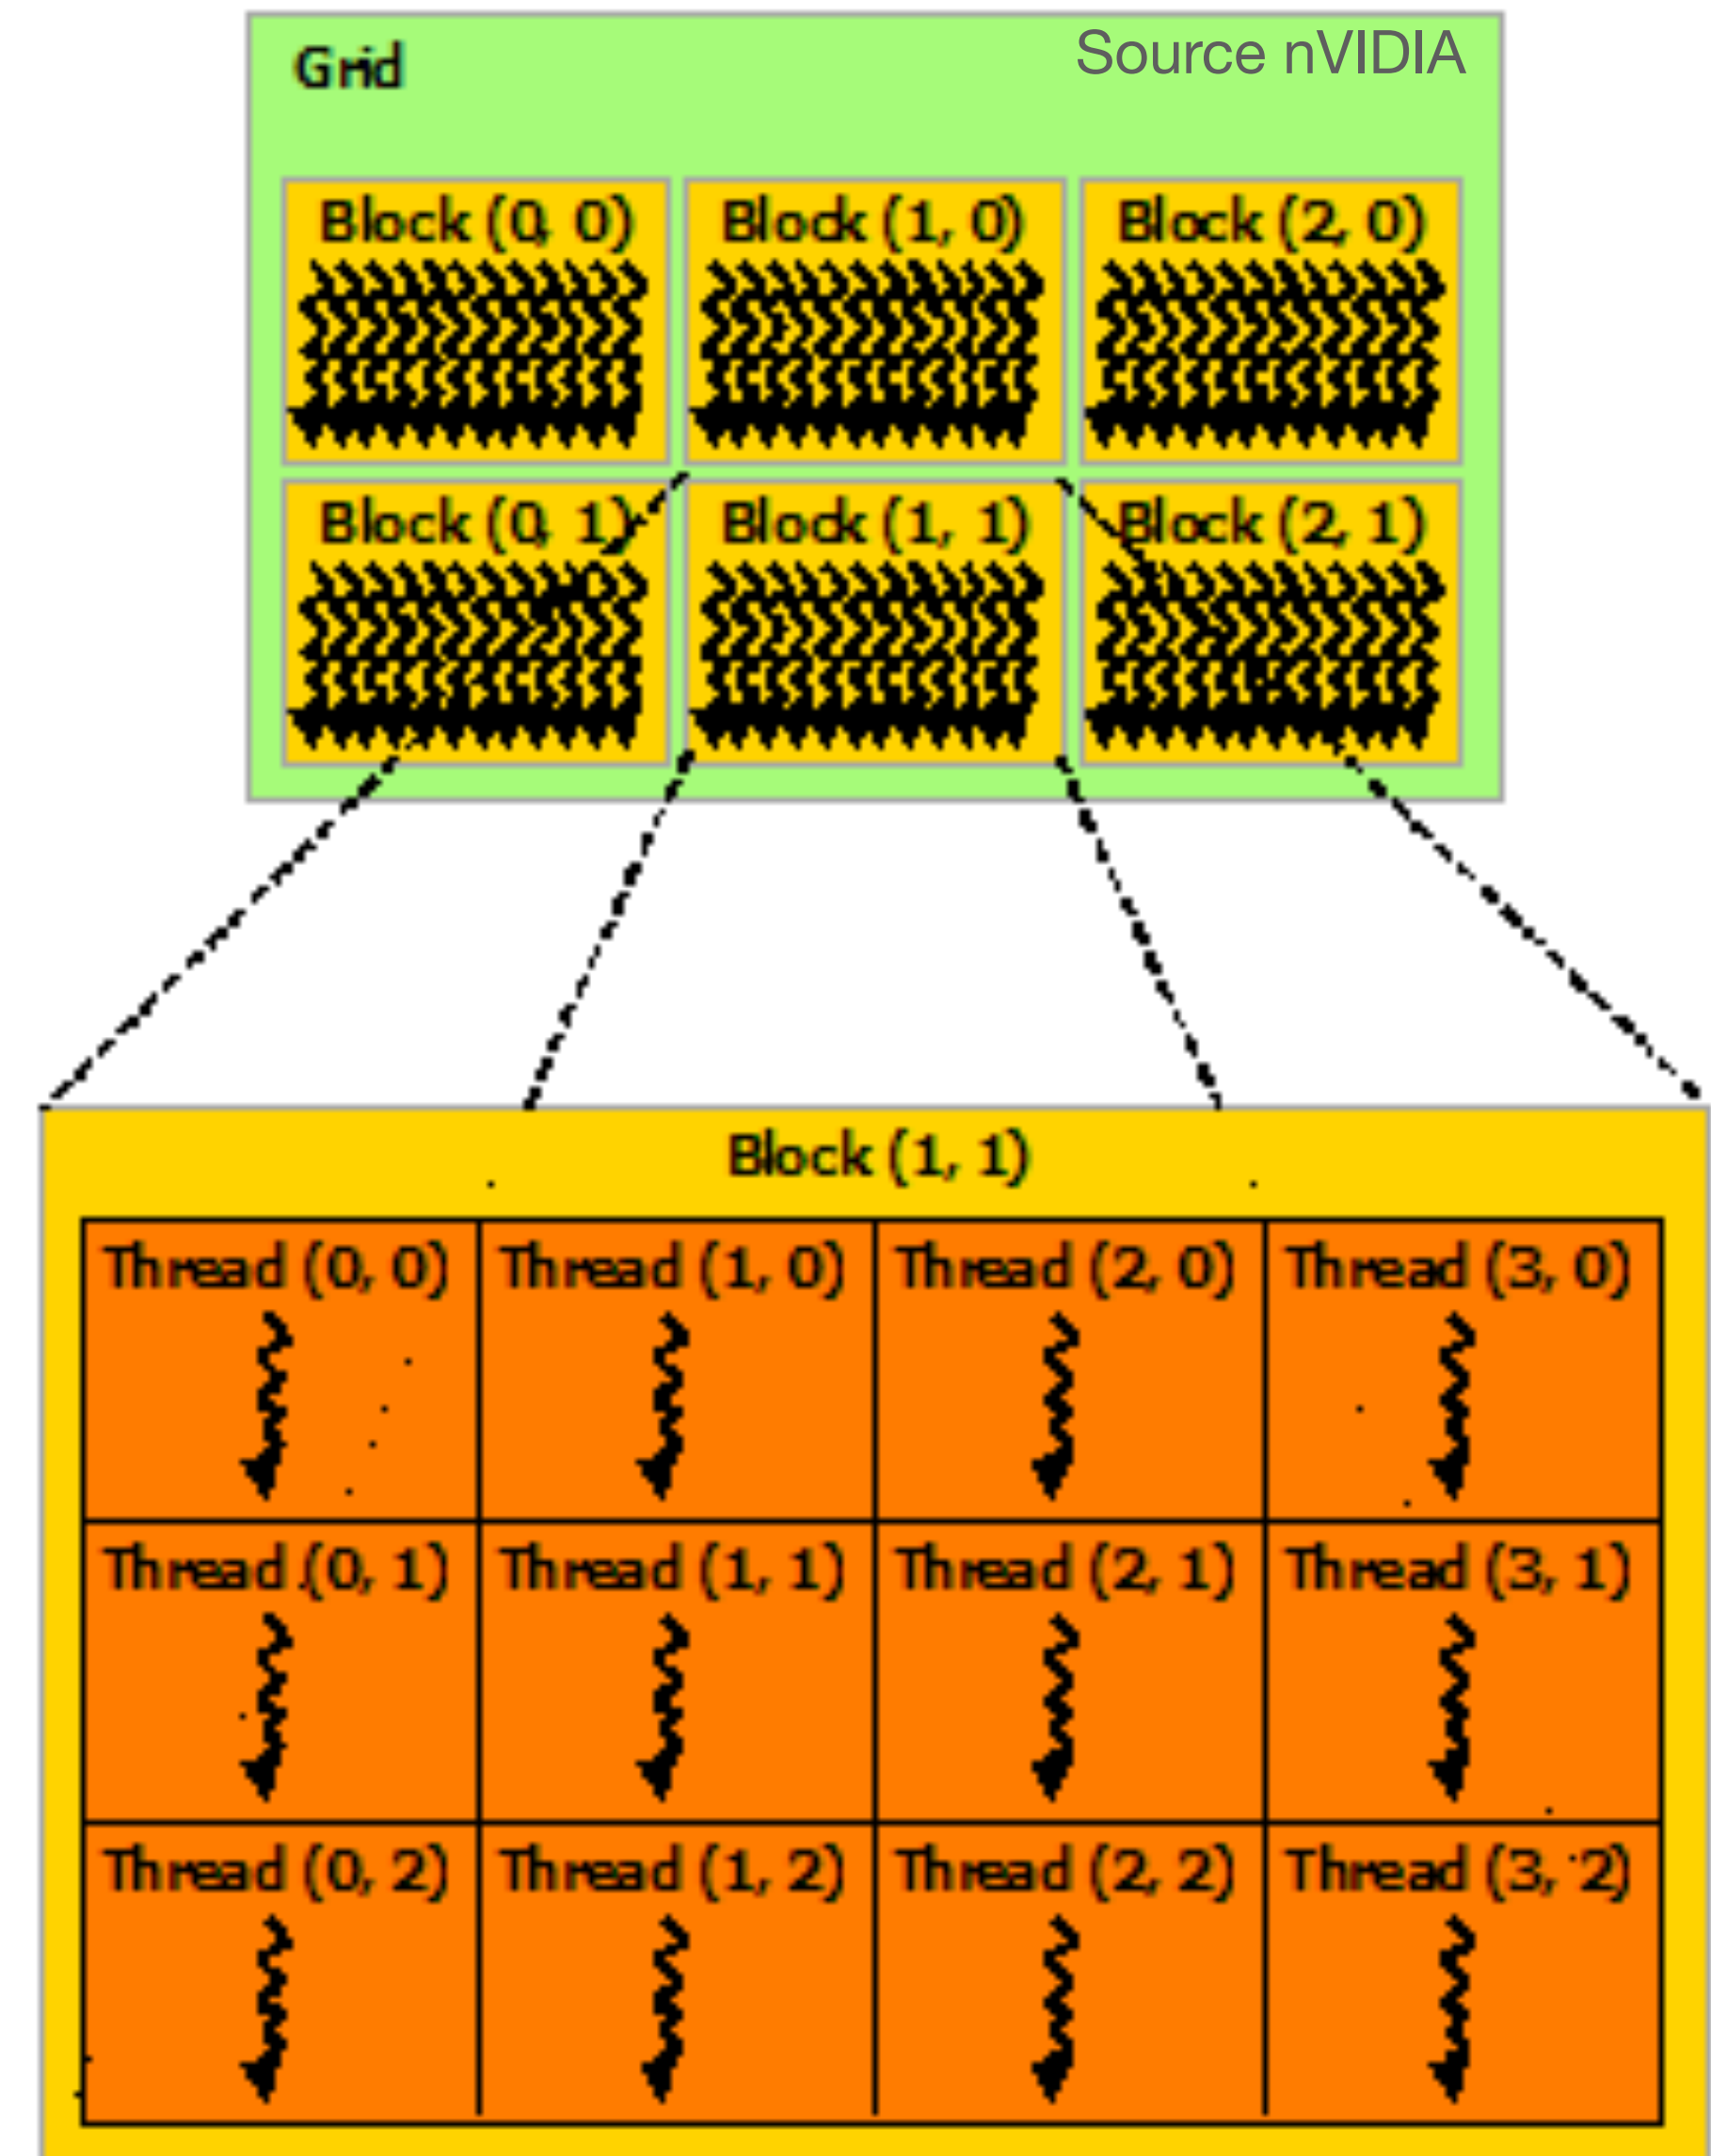 Grid Source nVIDIA
Block (0, 0) Block (1, 0) Block (2, 0)
Block (0, 1) Block (1, 1) Block (2, 1)
Block (1, 1)
Thread (0, 0) Thread (1, 0) Thread (2, 0) Thread (3, 0)
Thread (0, 1) Thread (1, 1) Thread (2, 1) Thread (3, 1)
Thread (0, 2) Thread (1, 2) Thread (2, 2) Thread (3, 2)